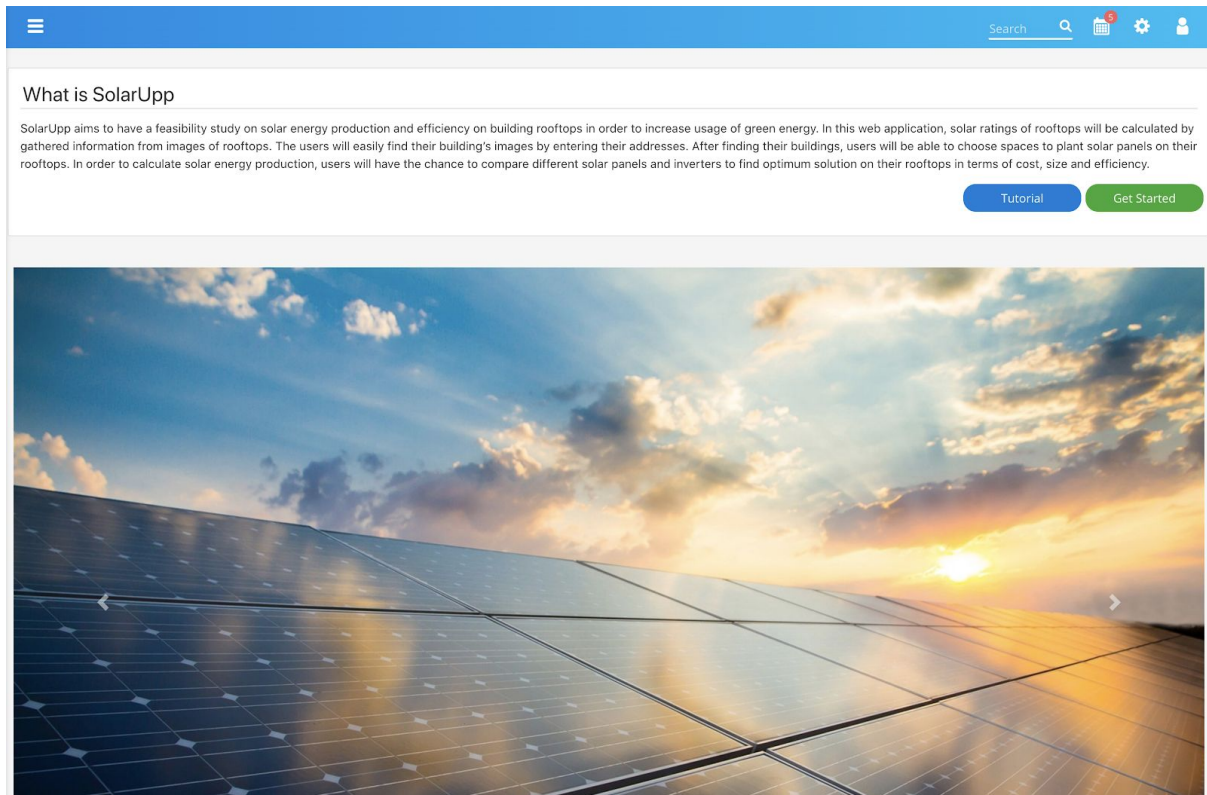 Search
5
What is SolarUpp
SolarUpp aims to have a feasibility study on solar energy production and efficiency on building rooftops in order to increase usage of green energy. In this web application, solar ratings of rooftops will be calculated by
gathered information from images of rooftops. The users will easily find their building's images by entering their addresses. After finding their buildings, users will be able to choose spaces to plant solar panels on their
rooftops. In order to calculate solar energy production, users will have the chance to compare different solar panels and inverters to find optimum solution on their rooftops in terms of cost, size and efficiency.
Tutorial Get Started